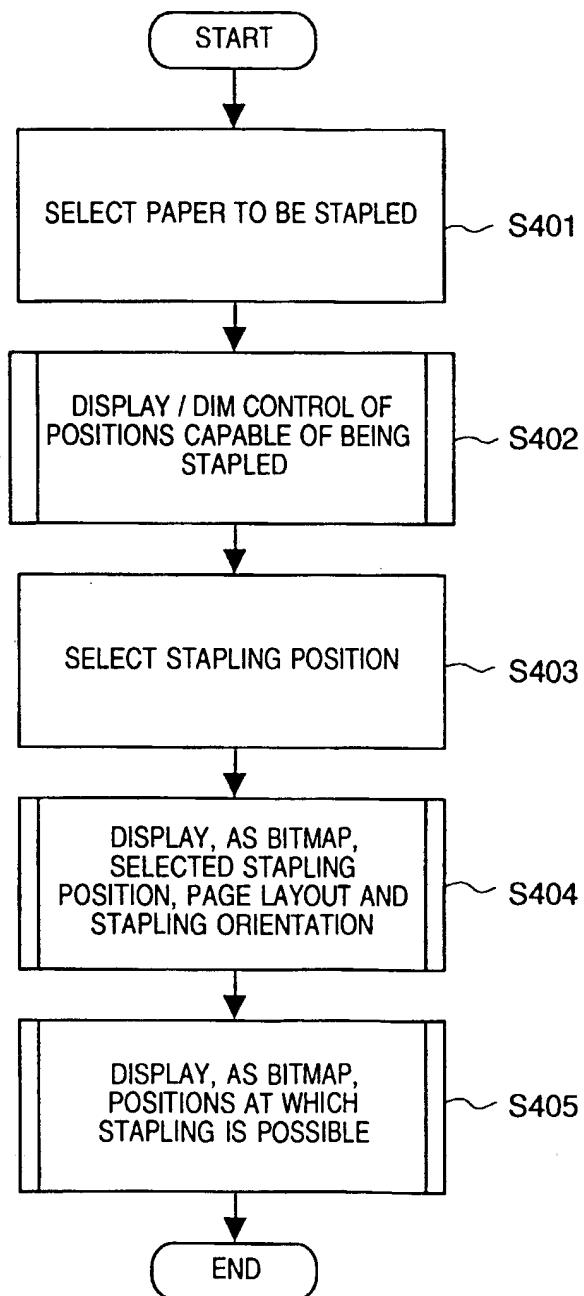 START
SELECT PAPER TO BE STAPLED
S401
DISPLAY / DIM CONTROL OF
POSITIONS CAPABLE OF BEING
STAPLED
S402
SELECT STAPLING POSITION
S403
DISPLAY, AS BITMAP,
SELECTED STAPLING
POSITION, PAGE LAYOUT AND
STAPLING ORIENTATION
S404
DISPLAY, AS BITMAP,
POSITIONS AT WHICH
STAPLING IS POSSIBLE
S405
END